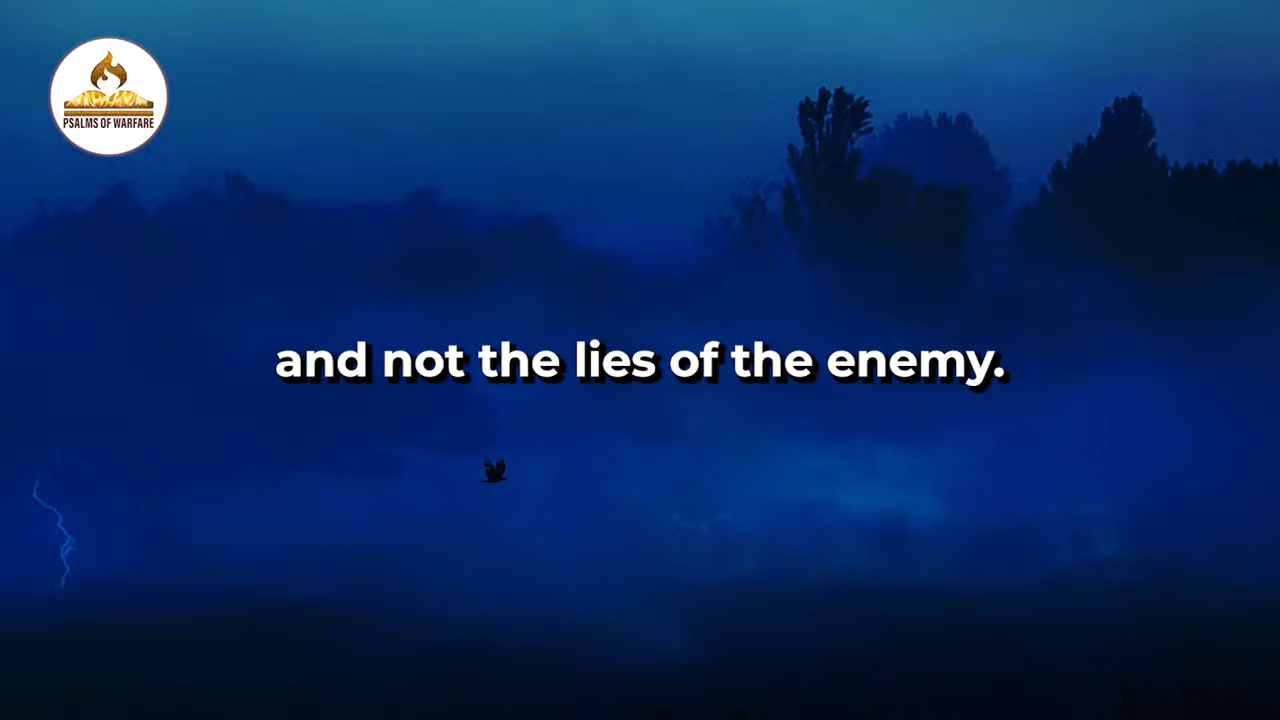 PSALMS OF WARFARE
and not the lies of the enemy.